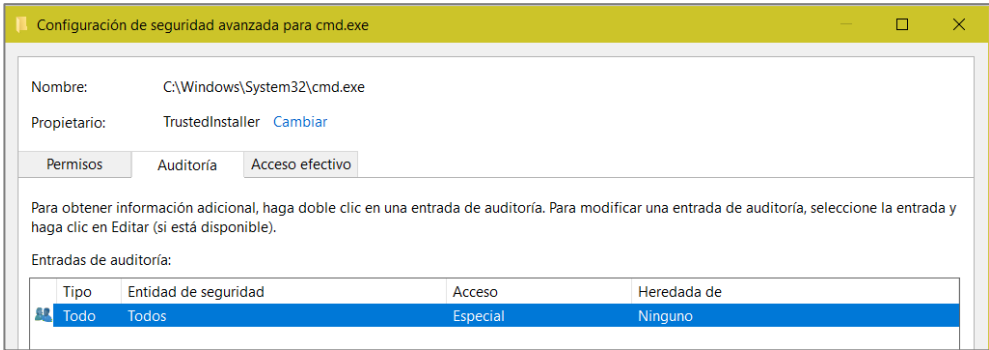 Configuración de seguridad avanzada para cmd.exe
Nombre: C:\Windows\System32\cmd.exe
Propietario: TrustedInstaller Cambiar
Permisos Auditoría Acceso efectivo
Para obtener información adicional, haga doble clic en una entrada de auditoría. Para modificar una entrada de auditoría, seleccione la entrada y
haga clic en Editar (si está disponible).
Entradas de auditoría:
Tipo Entidad de seguridad Acceso Heredada de
Todo Todos Especial Ninguno